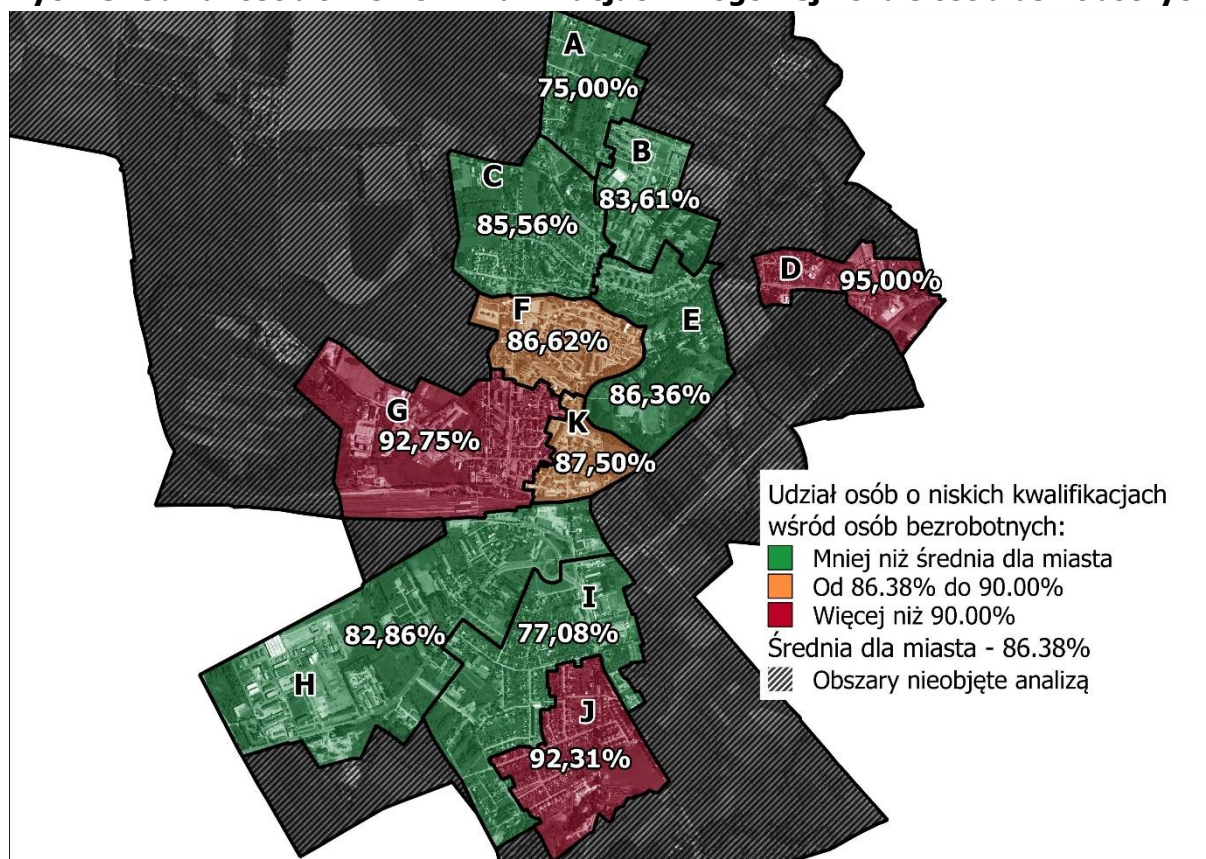 A
75,00%
B
83,61%
C
85,56%
D
95,00%
E
86,36%
F
86,62%
G
92,75%
K
87,50%
H
82,86%
I
77,08%
J
92,31%
Udział osób o niskich kwalifikacjach
wśród osób bezrobotnych:
Mniej niż średnia dla miasta
Od 86.38% do 90.00%
Więcej niż 90.00%
Średnia dla miasta - 86.38%
Obszary nieobjęte analizą